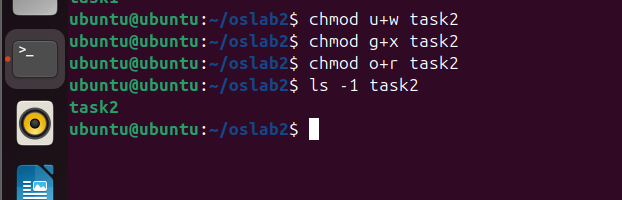 task1
ubuntu@ubuntu:~/oslab2$ chmod u+w task2
ubuntu@ubuntu:~/oslab2$ chmod g+x task2
ubuntu@ubuntu:~/oslab2$ chmod o+r task2
ubuntu@ubuntu:~/oslab2$ ls -1 task2
task2
ubuntu@ubuntu:~/oslab2$